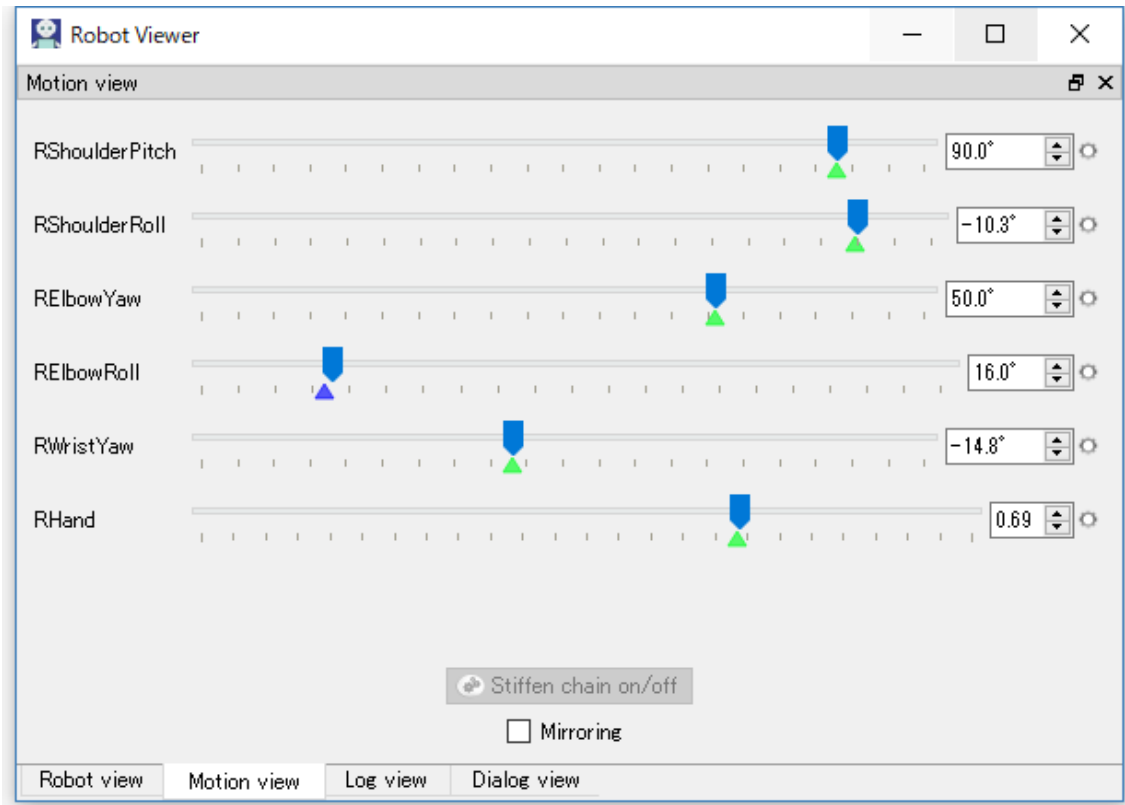 Robot Viewer
Motion view
RShoulderPitch 90.0°
RShoulderRoll -10.3°
RElbowYaw 50.0°
RElbowRoll 16.0°
RWristYaw -14.8°
RHand 0.69
Stiffen chain on/off
Mirroring
Robot view Motion view Log view Dialog view